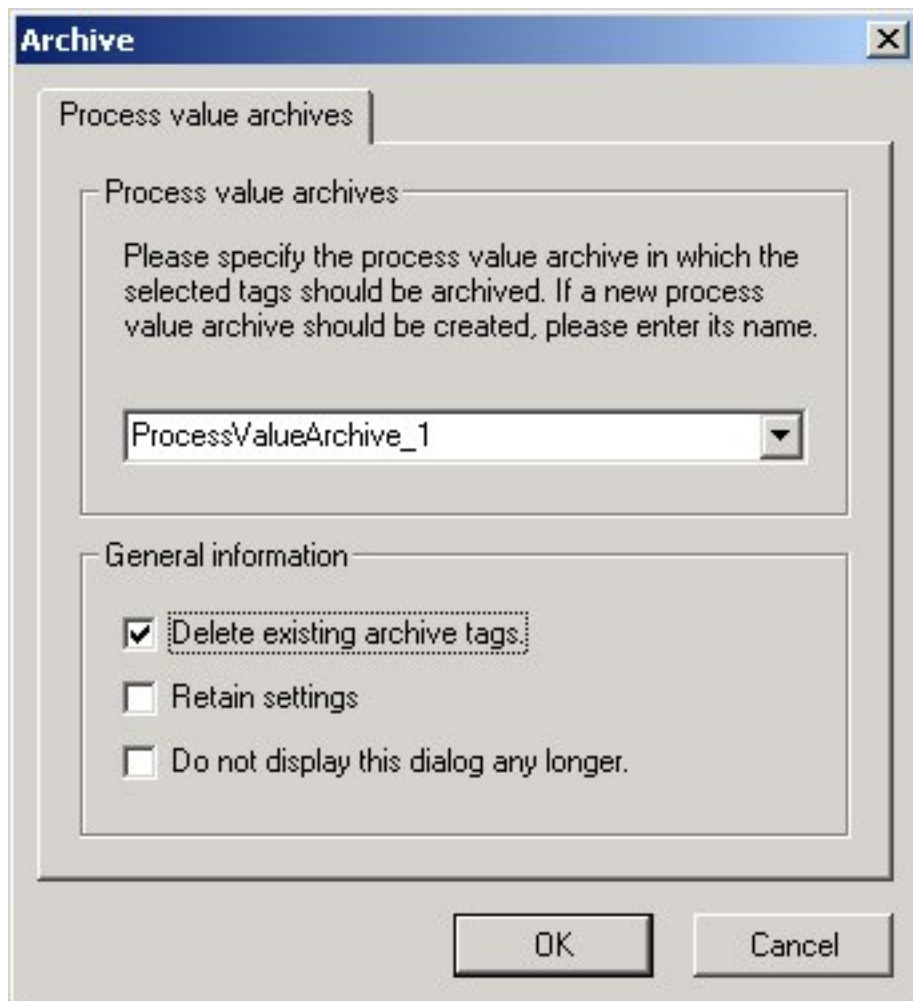 Archive
Process value archives
Process value archives
Please specify the process value archive in which the
selected tags should be archived. If a new process
value archive should be created, please enter its name.
ProcessValueArchive_1
General information
Delete existing archive tags.
Retain settings
Do not display this dialog any longer.
OK
Cancel